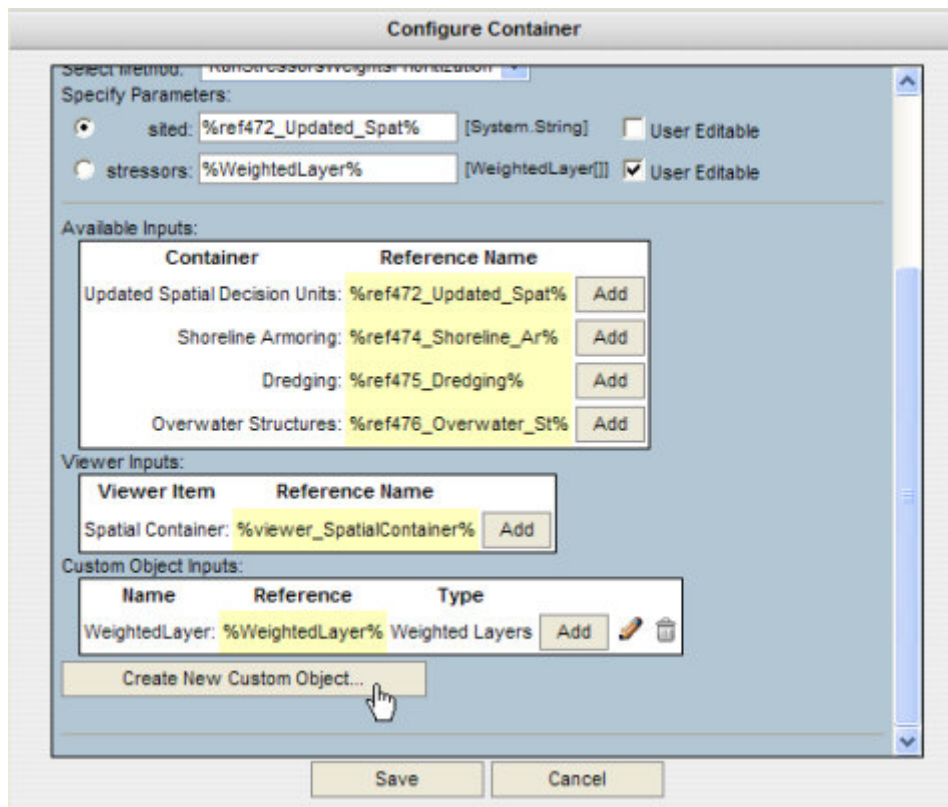 Configure Container
Select Method: RunStressorsWeightsPrioritization
Specify Parameters:
sited: %ref472_Updated_Spat% [System.String] User Editable
stressors: %WeightedLayer% [WeightedLayer[]] User Editable
Available Inputs:
Container Reference Name
Updated Spatial Decision Units: %ref472_Updated_Spat% Add
Shoreline Armoring: %ref474_Shoreline_Ar% Add
Dredging: %ref475_Dredging% Add
Overwater Structures: %ref476_Overwater_St% Add
Viewer Inputs:
Viewer Item Reference Name
Spatial Container: %viewer_SpatialContainer% Add
Custom Object Inputs:
Name Reference Type
WeightedLayer: %WeightedLayer% Weighted Layers Add
Create New Custom Object...
Save Cancel